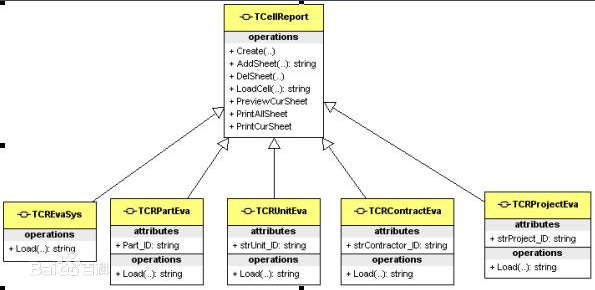 TCellReport
operations
+ Create(..)
+ AddSheet(..): string
+ DelSheet(..)
+ LoadCell(..): string
+ PreviewCurSheet
+ PrintAllSheet
+ PrintCurSheet
TCREvaSys
operations
+ Load(..): string
TCRPartEva
attributes
+ Part_ID: string
operations
+ Load(..): string
TCRUnitEva
attributes
+ strUnit_ID: string
operations
+ Load(..): string
TCRContractEva
attributes
+ strContractor_ID: string
operations
+ Load(..): string
TCRProjectEva
attributes
+ strProject_ID: string
operations
+ Load(..): string
Bai百科